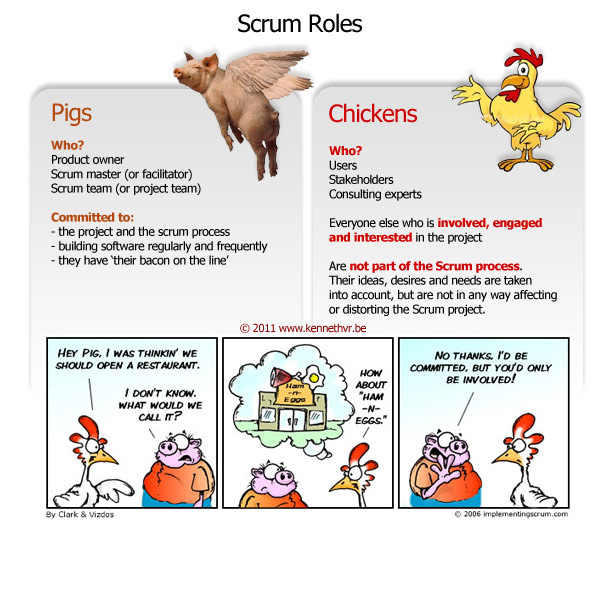 Scrum Roles
Pigs
Who?
Product owner
Scrum master (or facilitator)
Scrum team (or project team)
Committed to:
- the project and the scrum process
- building software regularly and frequently
- they have ‘their bacon on the line’
Chickens
Who?
Users
Stakeholders
Consulting experts
Everyone else who is involved, engaged
and interested in the project
Are not part of the Scrum process.
Their ideas, desires and needs are taken
into account, but are not in any way affecting
or distorting the Scrum project.
© 2011 www.kennethvr.be
HEY PIG, I WAS THINKIN' WE
SHOULD OPEN A RESTAURANT.
I DON'T KNOW.
WHAT WOULD WE
CALL IT?
Ham
-n-
Eggs
HOW
ABOUT
"HAM
-N-
EGGS."
NO THANKS. I'D BE
COMMITTED, BUT YOU'D ONLY
BE INVOLVED!
By Clark & Vizdos
© 2006 implementingscrum.com